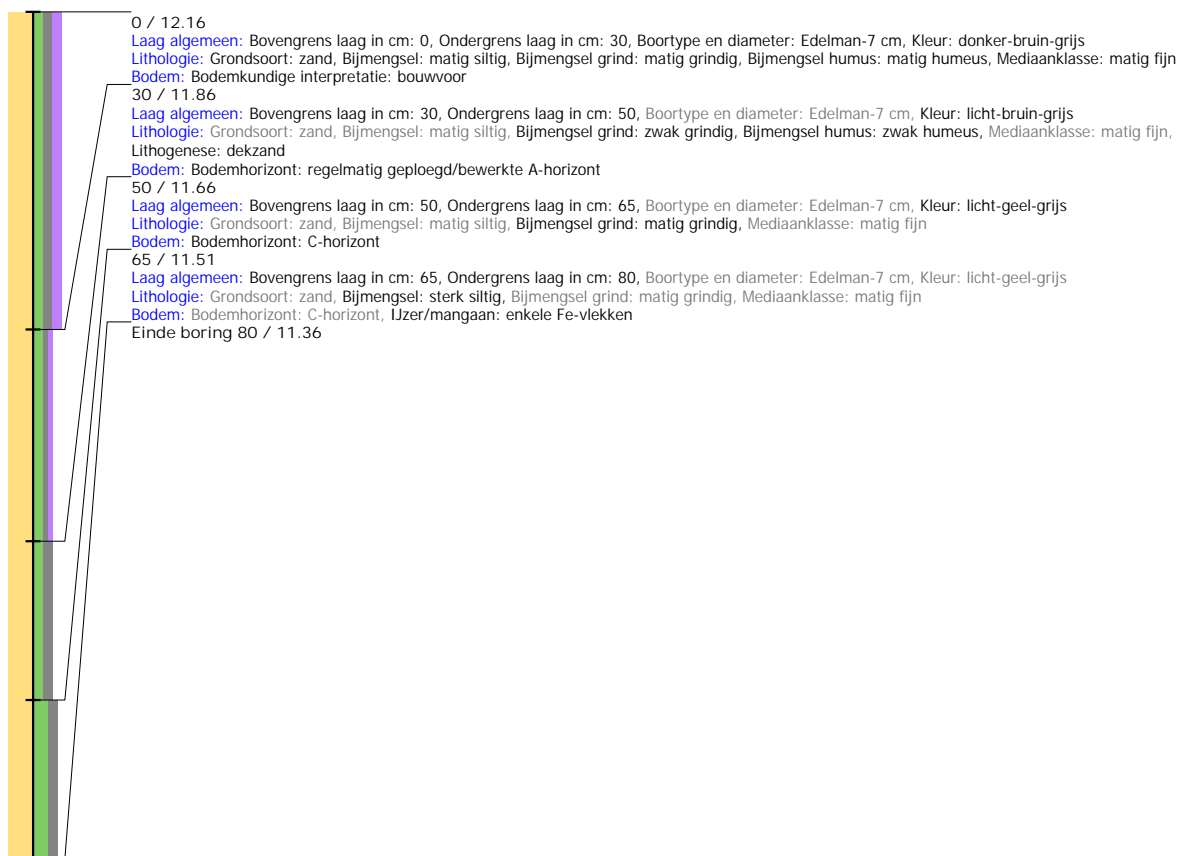 0 / 12.16
Laag algemeen: Bovengrens laag in cm: 0, Ondergrens laag in cm: 30, Boortype en diameter: Edelman-7 cm, Kleur: donker-bruin-grijs
Lithologie: Grondsoort: zand, Bijmengsel: matig siltig, Bijmengsel grind: matig grindig, Bijmengsel humus: matig humeus, Mediaanklasse: matig fijn
Bodem: Bodemkundige interpretatie: bouwvoor
30 / 11.86
Laag algemeen: Bovengrens laag in cm: 30, Ondergrens laag in cm: 50, Boortype en diameter: Edelman-7 cm, Kleur: licht-bruin-grijs
Lithologie: Grondsoort: zand, Bijmengsel: matig siltig, Bijmengsel grind: zwak grindig, Bijmengsel humus: zwak humeus, Mediaanklasse: matig fijn,
Lithogenese: dekzand
Bodem: Bodemhorizont: regelmatig geploegd/bewerkte A-horizont
50 / 11.66
Laag algemeen: Bovengrens laag in cm: 50, Ondergrens laag in cm: 65, Boortype en diameter: Edelman-7 cm, Kleur: licht-geel-grijs
Lithologie: Grondsoort: zand, Bijmengsel: matig siltig, Bijmengsel grind: matig grindig, Mediaanklasse: matig fijn
Bodem: Bodemhorizont: C-horizont
65 / 11.51
Laag algemeen: Bovengrens laag in cm: 65, Ondergrens laag in cm: 80, Boortype en diameter: Edelman-7 cm, Kleur: licht-geel-grijs
Lithologie: Grondsoort: zand, Bijmengsel: sterk siltig, Bijmengsel grind: matig grindig, Mediaanklasse: matig fijn
Bodem: Bodemhorizont: C-horizont, IJzer/mangaan: enkele Fe-vlekken
Einde boring 80 / 11.36